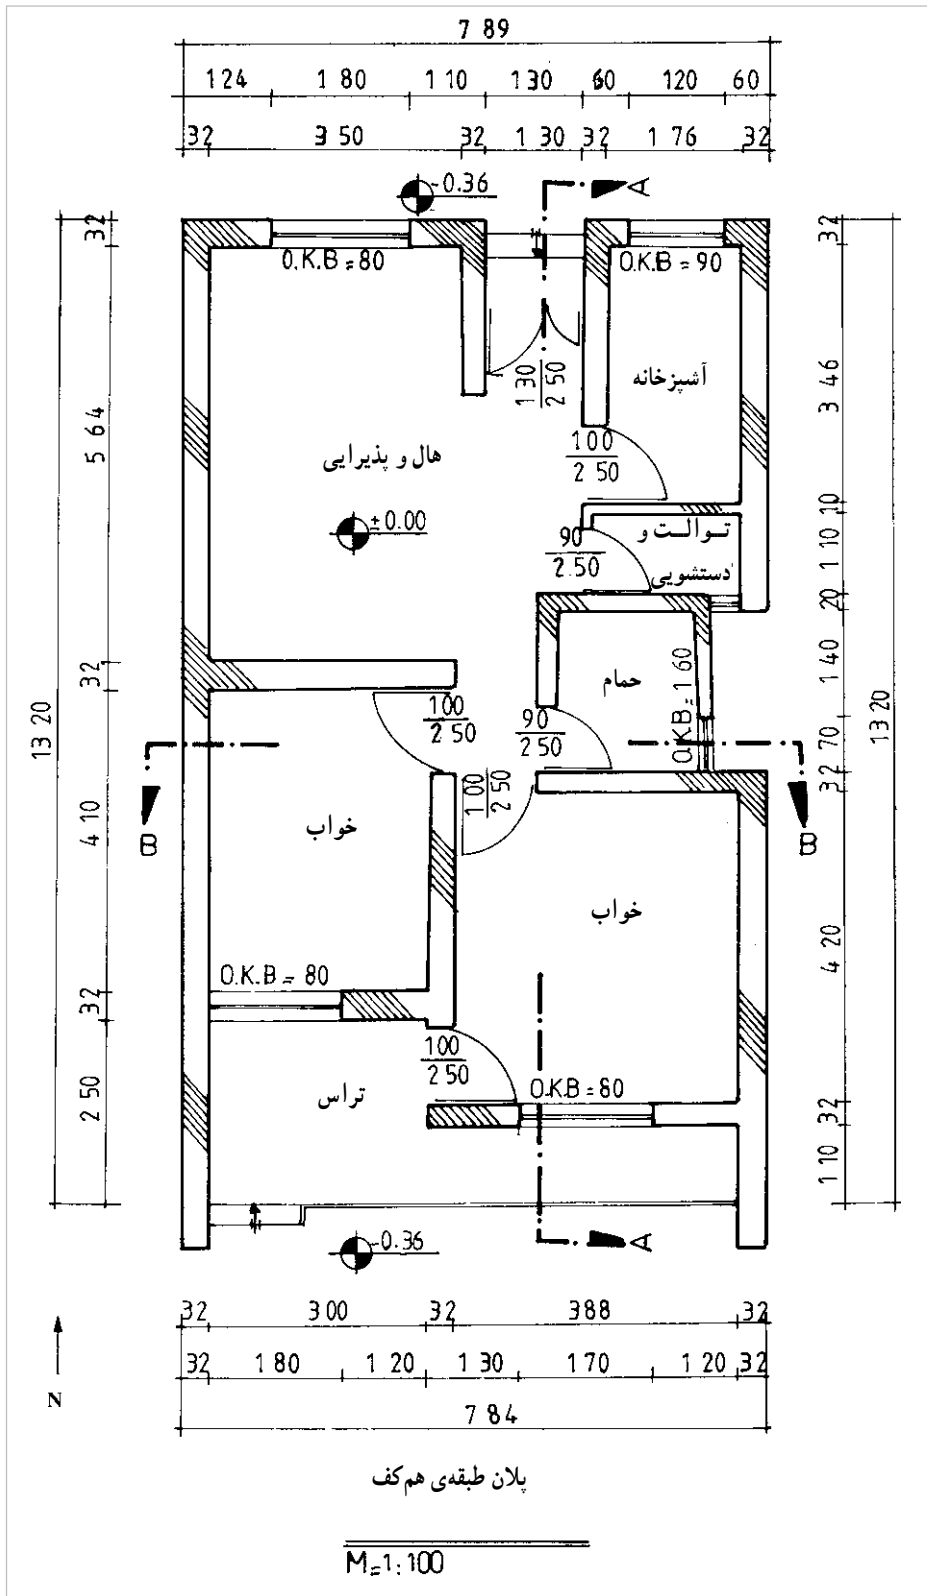 7 89
124 1 80 1 10 130 60 120 60
32 3 50 32 1 30 32 1 76 32
-0.36
A
32
32
O.K.B = 80
O.K.B = 90
آشپزخانه
130
2 50
3 46
5 64
هال و پذیرایی
100
2 50
±0.00
10
توالت و
90
2.50
1 10
دستشویی
20
32
حمام
O.KB=1 60
1 40
100
2 50
90
2 50
13 20
13 20
70
32
1.00
2 50
B
B
4 10
خواب
خواب
4 20
O.K.B = 80
32
100
2 50
O.K.B = 80
تراس
2 50
32
1 10
-0.36
A
32 3 00 32 388 32
32 1 80 1 20 1 30 170 1 20 32
7 84
N
پلان طبقه‌ی هم‌کف
M=1:100